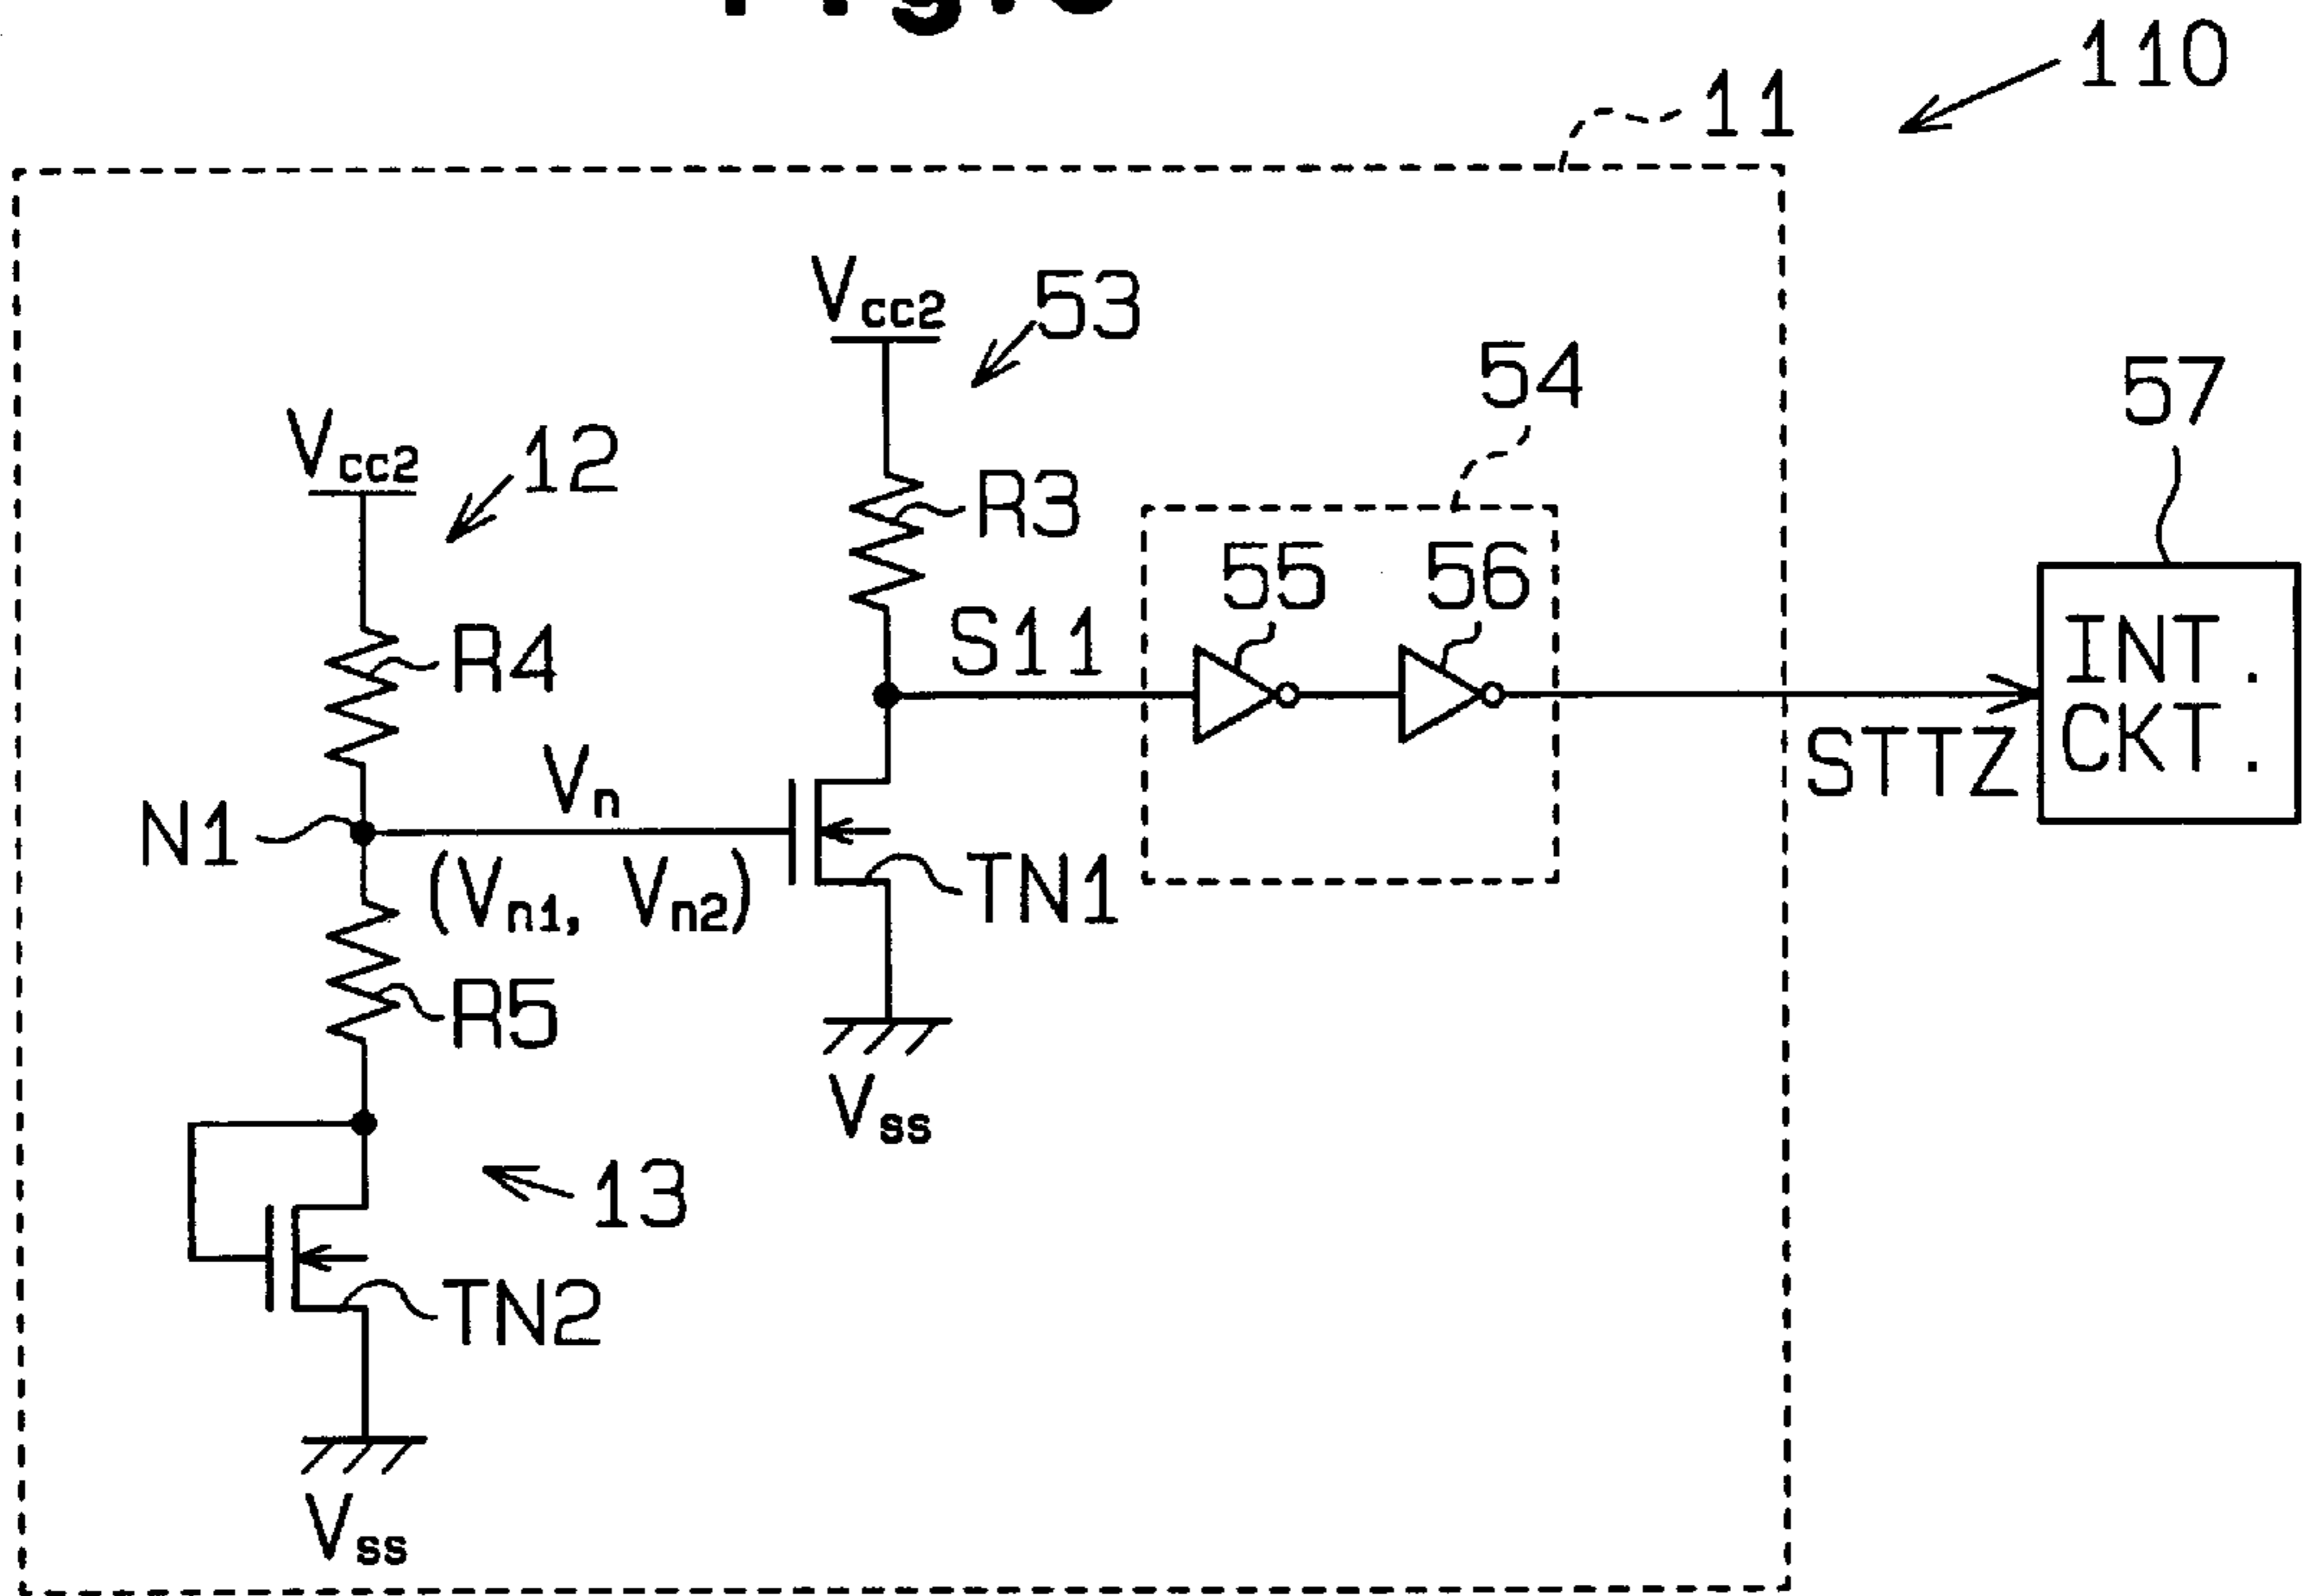 110
11
Vcc2
53
54
57
Vcc2
12
R3
55
56
S11
INT.
CKT.
R4
STTZ
Vn
N1
(Vn1, Vn2)
TN1
R5
Vss
13
TN2
Vss